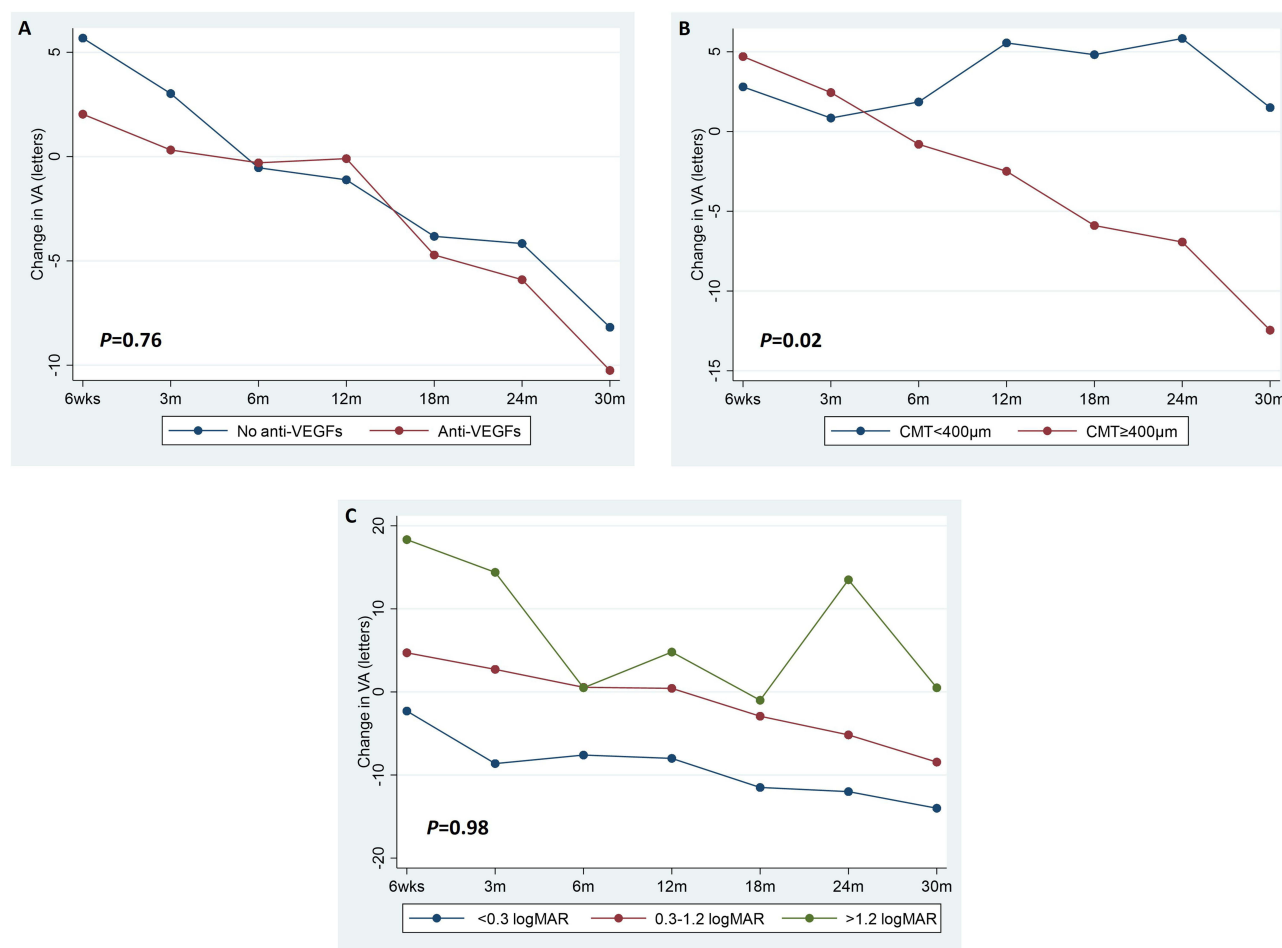 A
Change in VA (letters)
5
0
-5
-10
P=0.76
6wks 3m 6m 12m 18m 24m 30m
No anti-VEGFs Anti-VEGFs
B
Change in VA (letters)
5
0
-5
-10
-15
P=0.02
6wks 3m 6m 12m 18m 24m 30m
CMT<400µm CMT≥400µm
C
Change in VA (letters)
20
10
0
-10
-20
P=0.98
6wks 3m 6m 12m 18m 24m 30m
<0.3 logMAR 0.3-1.2 logMAR >1.2 logMAR